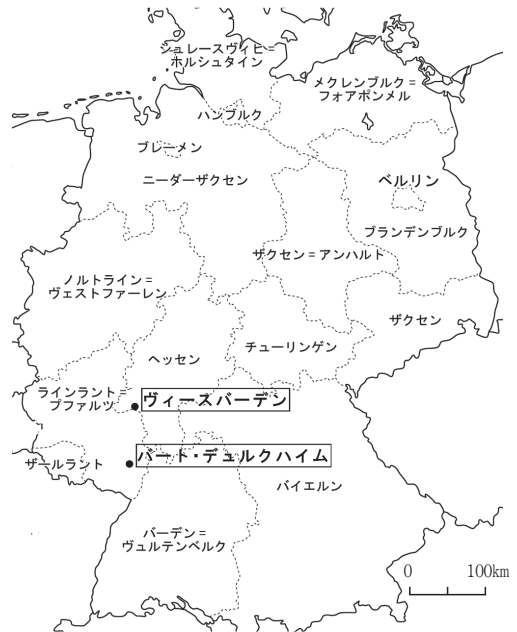 シュレースヴィヒ=
ホルシュタイン
メクレンブルク=
フォアポンメル
ハンブルク
ブレーメン
ニーダーザクセン
ベルリン
ブランデンブルク
ザクセン=アンハルト
ノルトライン=
ヴェストファーレン
ザクセン
チューリンゲン
ヘッセン
ラインラント=
プファルツ
ヴィースバーデン
バート・デュルクハイム
ザールラント
バイエルン
バーデン=
ヴュルテンベルク
0 100km